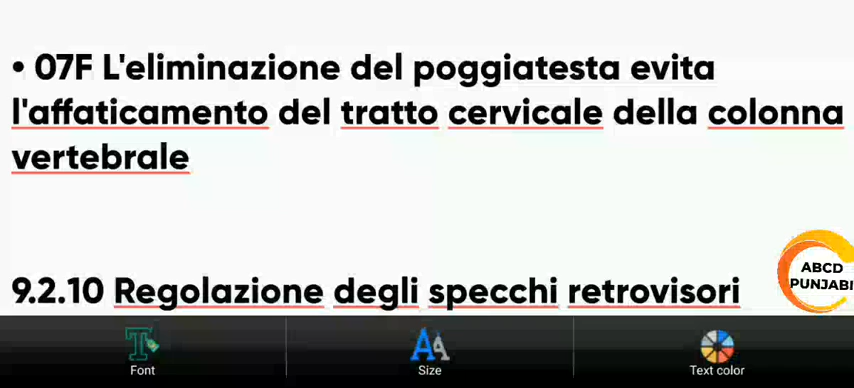 • 07F L'eliminazione del poggiatesta evita
l'affaticamento del tratto cervicale della colonna
vertebrale
9.2.10 Regolazione degli specchi retrovisori
ABCD
PUNJABI
Font
Size
Text color